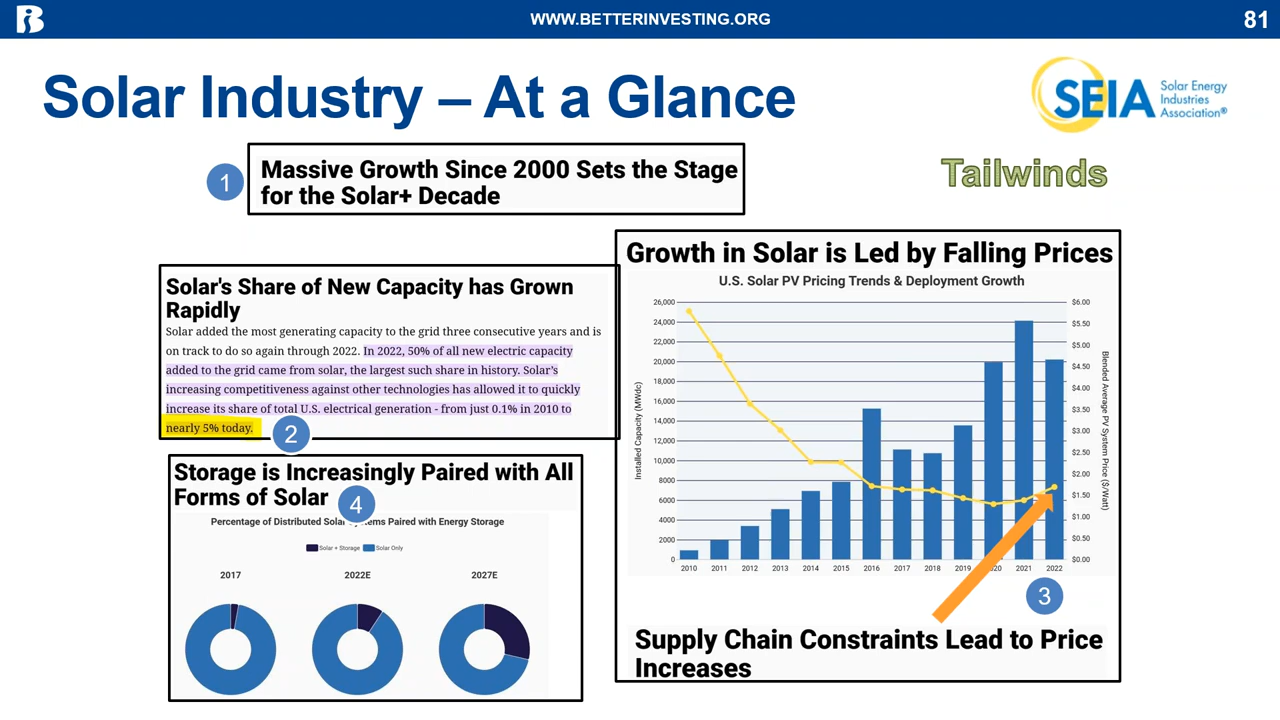 WWW.BETTERINVESTING.ORG
81
Solar Industry – At a Glance
SEIA
Solar Energy
Industries
Association®
1
Massive Growth Since 2000 Sets the Stage
for the Solar+ Decade
Tailwinds
Solar's Share of New Capacity has Grown
Rapidly
Solar added the most generating capacity to the grid three consecutive years and is
on track to do so again through 2022. In 2022, 50% of all new electric capacity
added to the grid came from solar, the largest such share in history. Solar's
increasing competitiveness against other technologies has allowed it to quickly
increase its share of total U.S. electrical generation - from just 0.1% in 2010 to
nearly 5% today.
2
Storage is Increasingly Paired with All
Forms of Solar
4
Percentage of Distributed Solar Paired with Energy Storage
Solar + Storage
Solar Only
2017
2022E
2027E
Growth in Solar is Led by Falling Prices
U.S. Solar PV Pricing Trends & Deployment Growth
Installed Capacity (MWdc)
26,000
24,000
22,000
20,000
18,000
16,000
14,000
12,000
10,000
8000
6000
4000
2000
0
$6.00
$5.50
$5.00
$4.50
$4.00
$3.50
$3.00
$2.50
$2.00
$1.50
$1.00
$0.50
$0.00
Blended Average PV System Price ($/Watt)
2010 2011 2012 2013 2014 2015 2016 2017 2018 2019 2020 2021 2022
3
Supply Chain Constraints Lead to Price
Increases